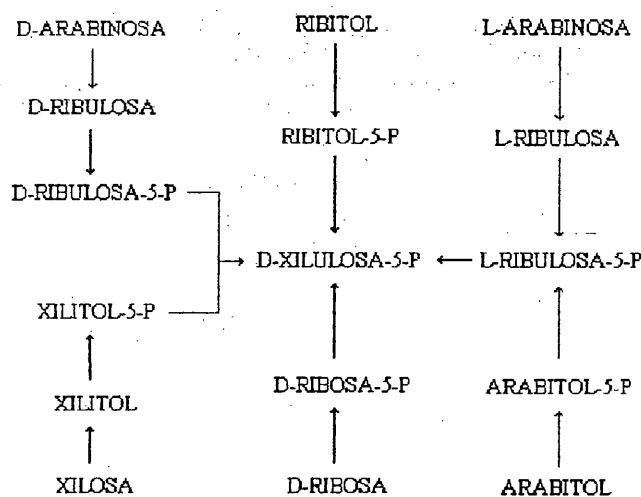 D-ARABINOSA RIBITOL L-ARABINOSA
D-RIBULOSA RIBITOL-5-P L-RIBULOSA
D-RIBULOSA-5-P
D-XILULOSA-5-P L-RIBULOSA-5-P
XILITOL-5-P
XILITOL D-RIBOSA-5-P ARABITOL-5-P
XILOSA D-RIBOSA ARABITOL